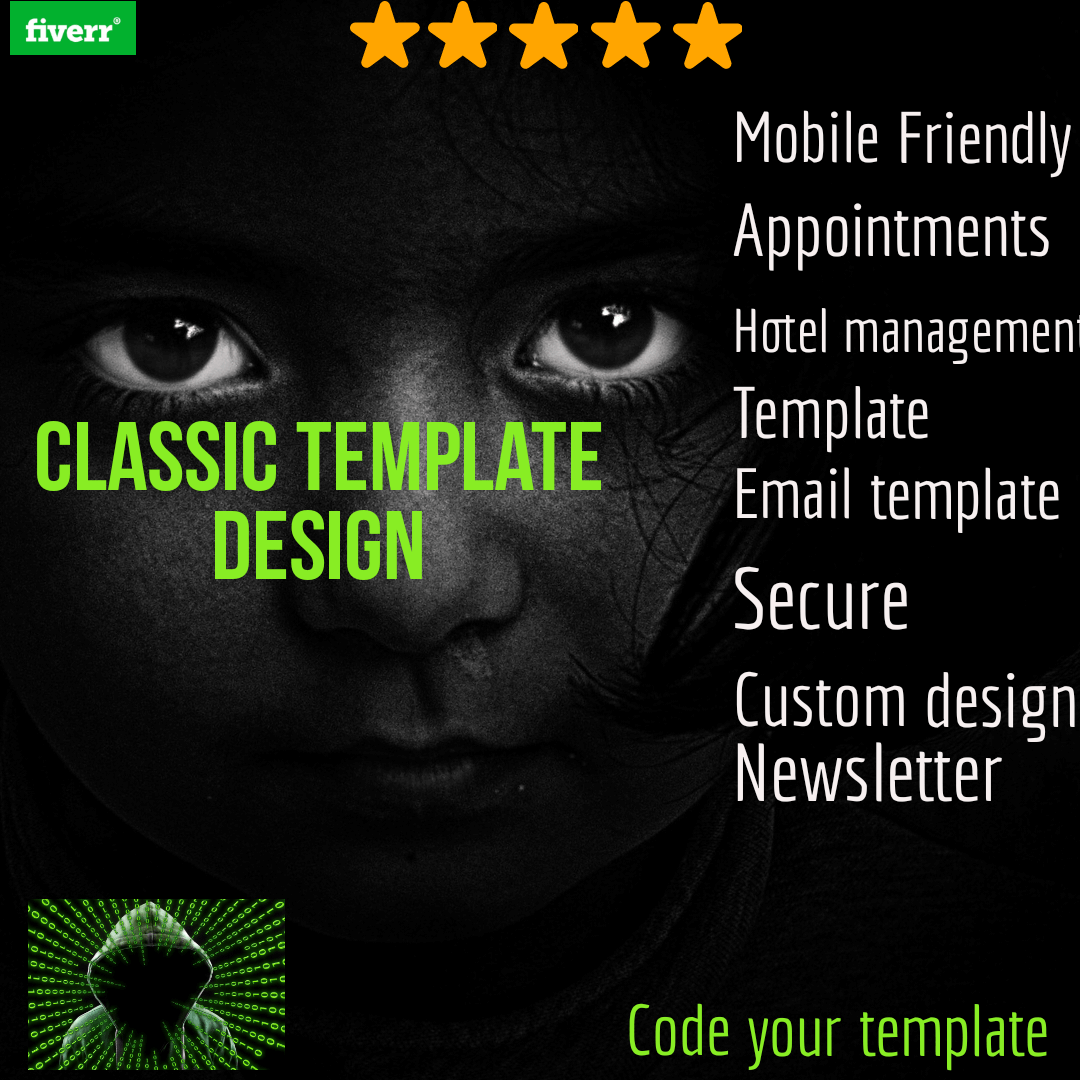 fiverr®
Mobile Friendly
Appointments
Hotel management
Template
Email template
Secure
Custom design
Newsletter
CLASSIC TEMPLATE
DESIGN
Code your template